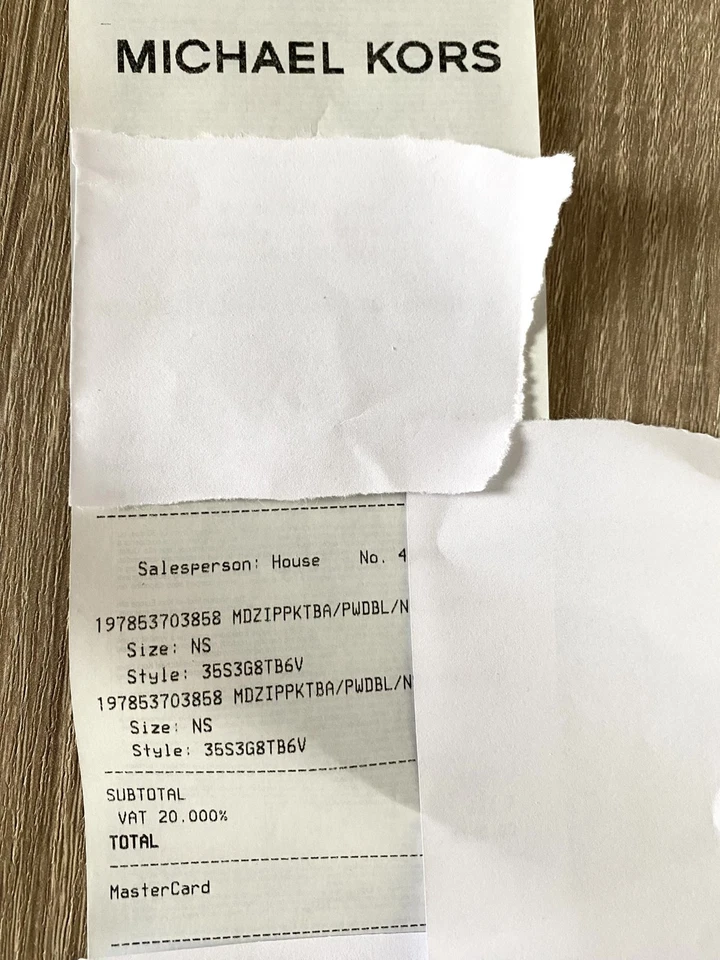 MICHAEL KORS
Salesperson: House No. 4
197853703858 MDZIPPKTBA/PWDBL/N
Size: NS
Style: 35S3G8TB6V
197853703858 MDZIPPKTBA/PWDBL/N
Size: NS
Style: 35S3G8TB6V
SUBTOTAL
VAT 20.000%
TOTAL
MasterCard